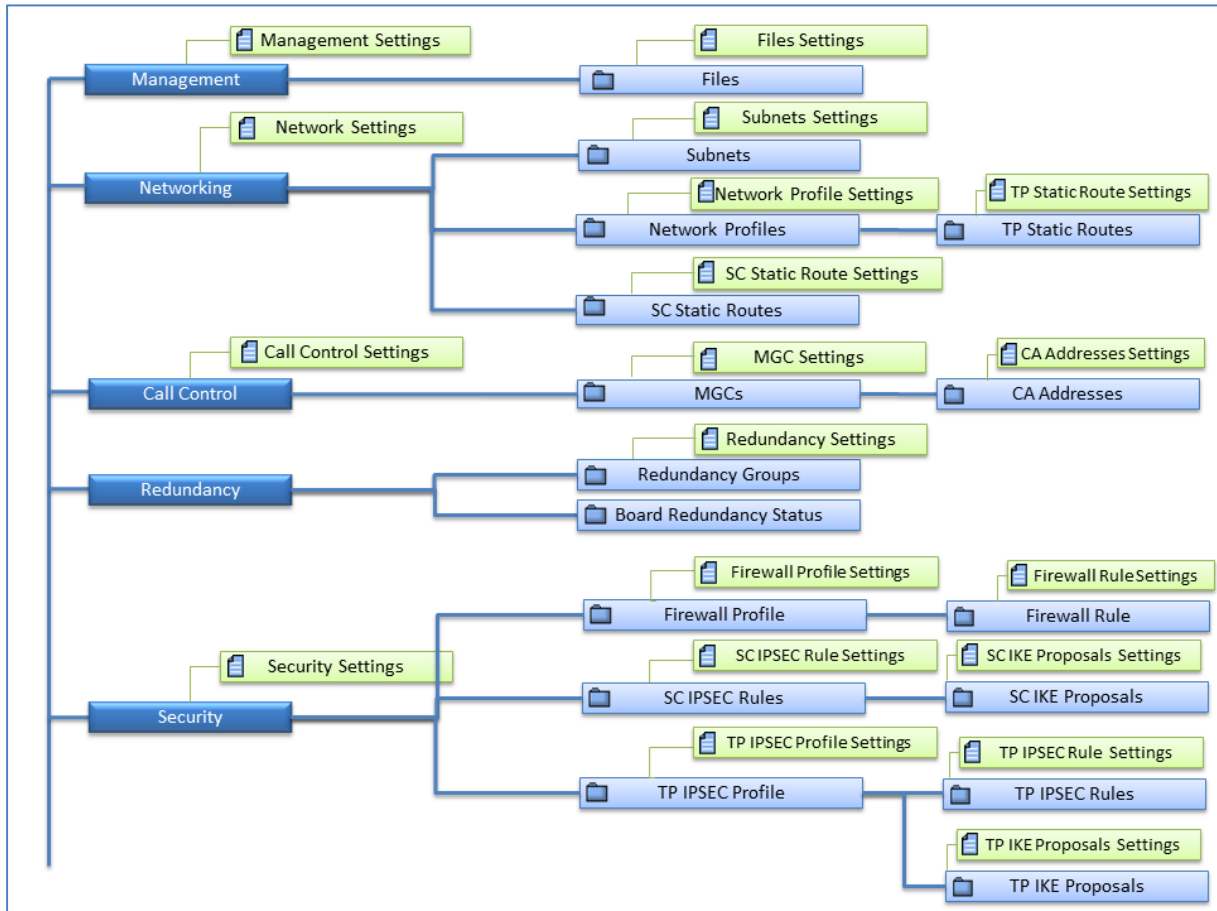 Management Settings
Files Settings
Management
Files
Network Settings
Subnets Settings
Subnets
Networking
Network Profile Settings
TP Static Route Settings
Network Profiles
TP Static Routes
SC Static Route Settings
SC Static Routes
Call Control Settings
MGC Settings
CA Addresses Settings
Call Control
MGCs
CA Addresses
Redundancy Settings
Redundancy Groups
Redundancy
Board Redundancy Status
Firewall Profile Settings
Firewall Rule Settings
Firewall Profile
Firewall Rule
Security Settings
SC IPSEC Rule Settings
SC IKE Proposals Settings
SC IPSEC Rules
SC IKE Proposals
Security
TP IPSEC Profile Settings
TP IPSEC Rule Settings
TP IPSEC Profile
TP IPSEC Rules
TP IKE Proposals Settings
TP IKE Proposals